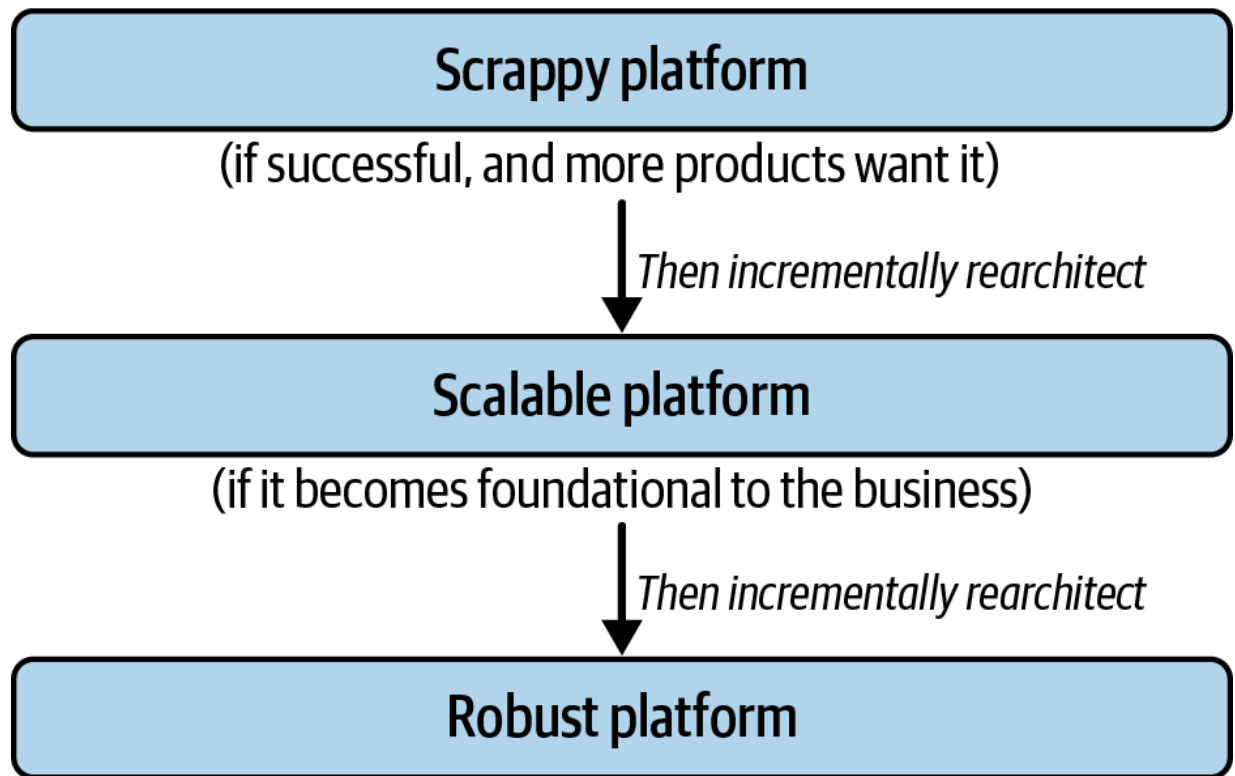 Scrappy platform
(if successful, and more products want it)
Then incrementally rearchitect
Scalable platform
(if it becomes foundational to the business)
Then incrementally rearchitect
Robust platform